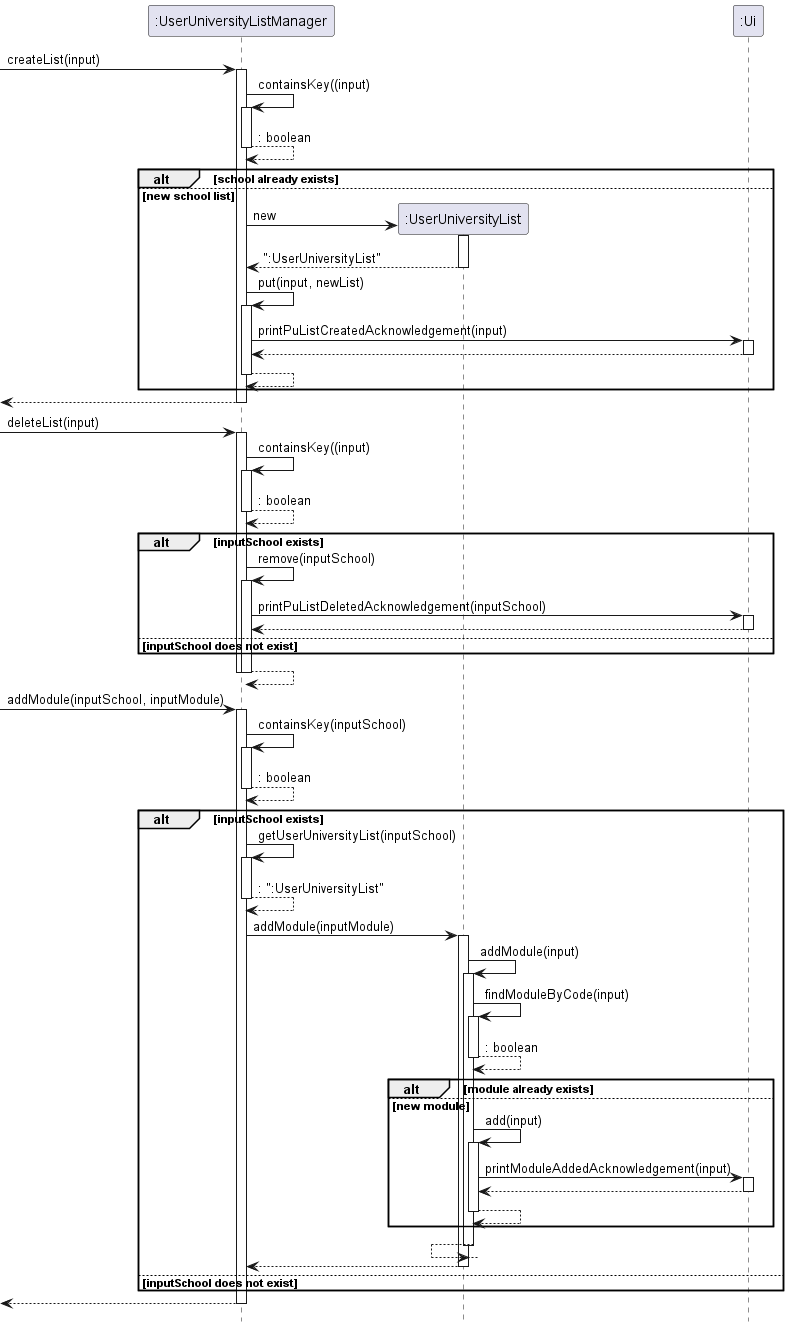 :UserUniversityListManager
:Ui
createList(input)
containsKey((input)
: boolean
alt [school already exists]
[new school list]
new
:UserUniversityList
":UserUniversityList"
put(input, newList)
printPuListCreatedAcknowledgement(input)
deleteList(input)
containsKey((input)
: boolean
alt [inputSchool exists]
remove(inputSchool)
printPuListDeletedAcknowledgement(inputSchool)
[inputSchool does not exist]
addModule(inputSchool, inputModule)
containsKey(inputSchool)
: boolean
alt [inputSchool exists]
getUserUniversityList(inputSchool)
: ":UserUniversityList"
addModule(inputModule)
addModule(input)
findModuleByCode(input)
: boolean
alt [module already exists]
[new module]
add(input)
printModuleAddedAcknowledgement(input)
[inputSchool does not exist]